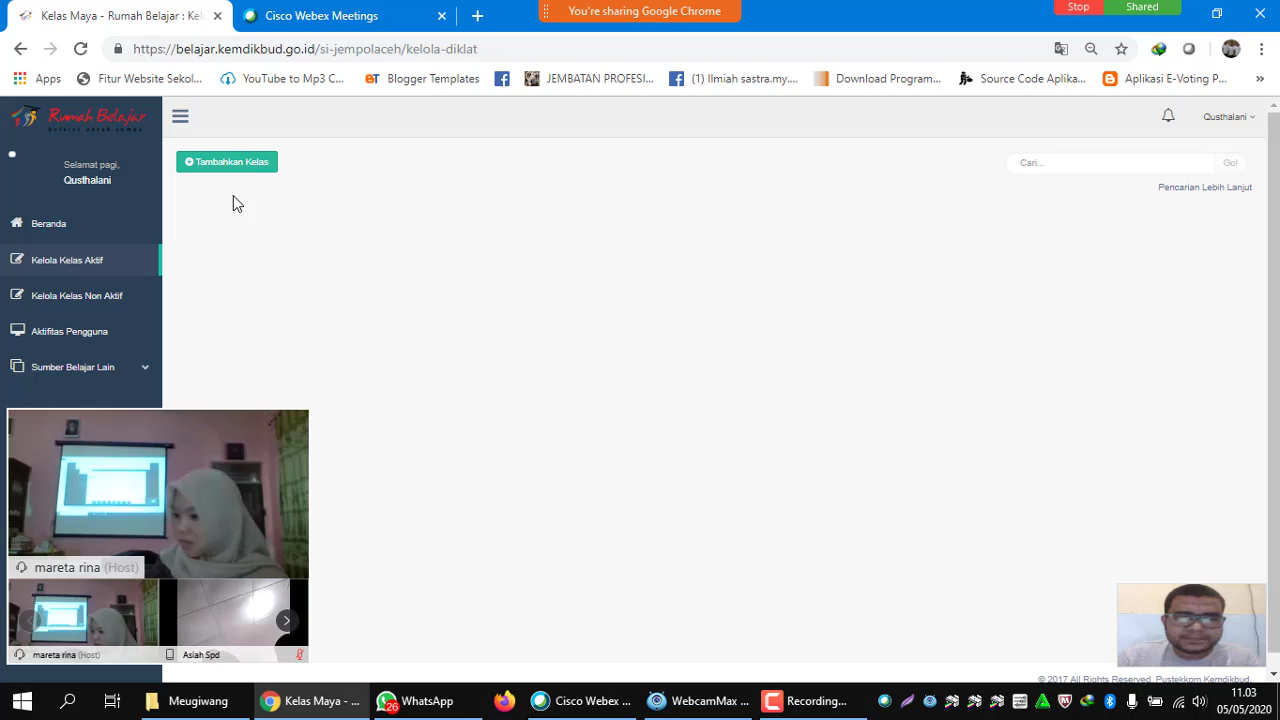 Kelas Maya - Rumah Belajar : Kel
Cisco Webex Meetings
You're sharing Google Chrome
Stop
Shared
https://belajar.kemdikbud.go.id/si-jempolaceh/kelola-diklat
Apps
Fitur Website Sekol...
YouTube to Mp3 C...
Blogger Templates
JEMBATAN PROFESI...
(1) Ilmiah sastra.my....
Download Program...
Source Code Aplika...
Aplikasi E-Voting P...
Rumah Belajar
belajar untuk semua
Qusthalani
Selamat pagi,
Qusthalani
Tambahkan Kelas
Cari...
Go!
Pencarian Lebih Lanjut
Beranda
Kelola Kelas Aktif
Kelola Kelas Non Aktif
Aktifitas Pengguna
Sumber Belajar Lain
mareta rina (Host)
mareta rina (Host)
Asiah Spd
© 2017 All Rights Reserved, Pustekkom Kemdikbud.
Meugiwang
Kelas Maya - ...
26
WhatsApp
Cisco Webex ...
WebcamMax ...
Recording...
11.03
05/05/2020